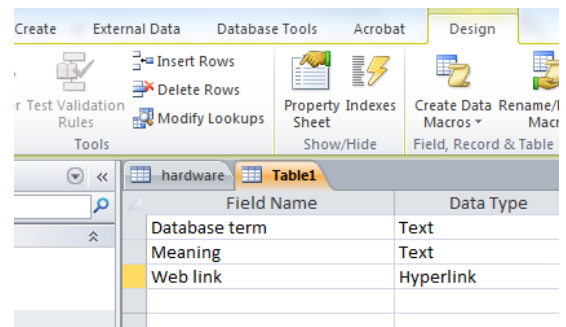 Create External Data Database Tools Acrobat Design
Insert Rows
Delete Rows
Modify Lookups
Test Validation Rules
Property Sheet
Indexes
Create Data Macros
Rename/
Tools Show/Hide Field, Record & Table
hardware Table1
Field Name Data Type
Database term Text
Meaning Text
Web link Hyperlink